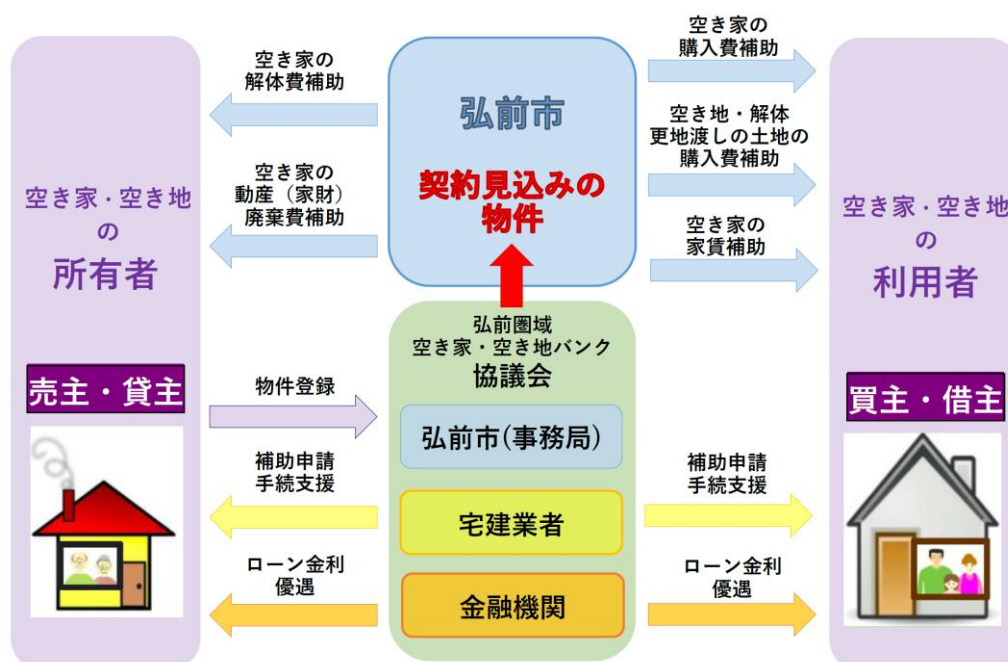 空き家・空き地
の
所有者
売主・貸主
空き家の
解体費補助
空き家の
動産（家財）
廃棄費補助
物件登録
補助申請
手続支援
ローン金利
優遇
弘前市
契約見込みの
物件
弘前圏域
空き家・空き地バンク
協議会
弘前市(事務局)
宅建業者
金融機関
空き家の
購入費補助
空き地・解体
更地渡しの土地の
購入費補助
空き家の
家賃補助
補助申請
手続支援
ローン金利
優遇
空き家・空き地
の
利用者
買主・借主